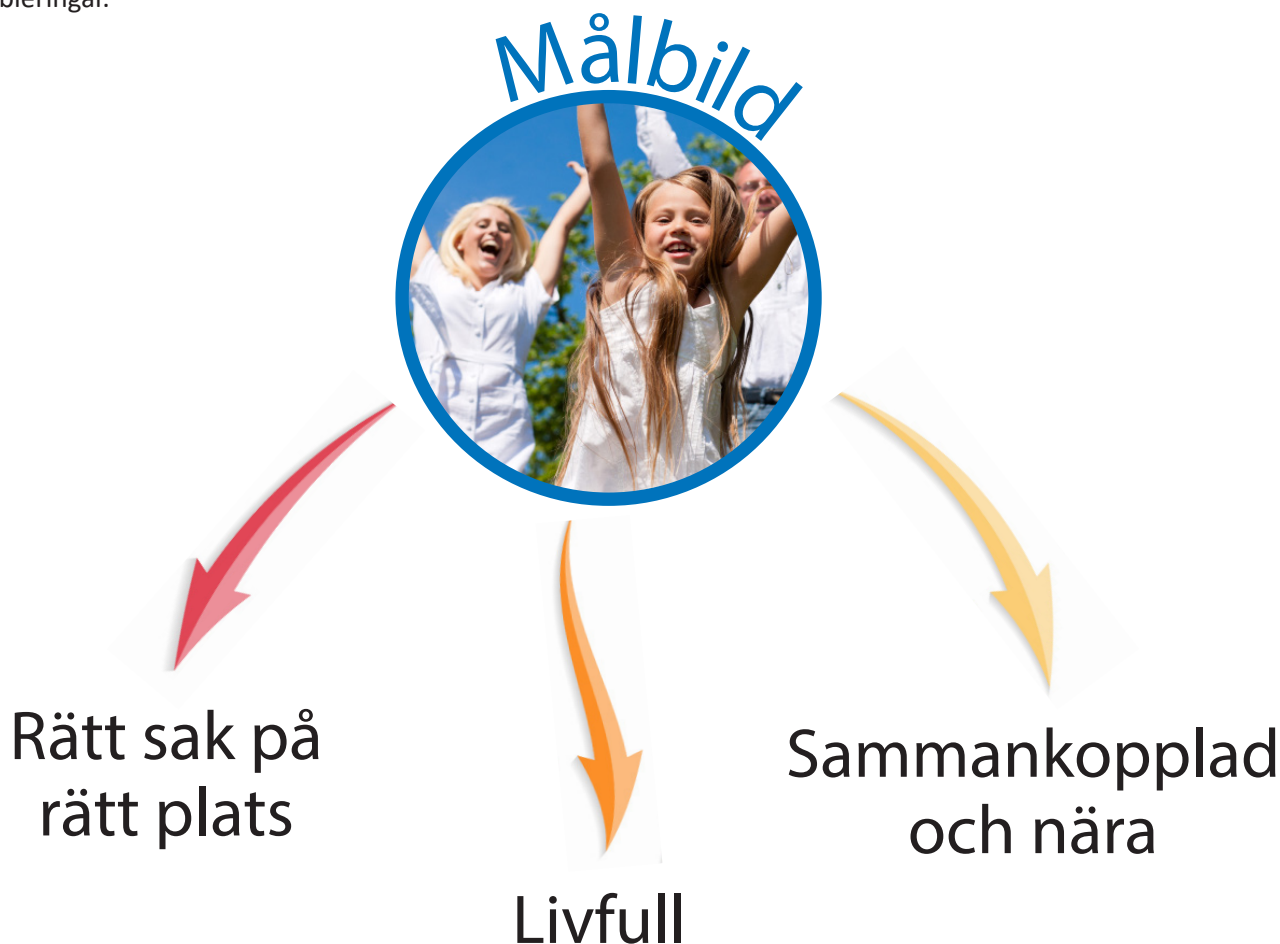 Målbild
Rätt sak på
rätt plats
Livfull
Sammankopplad
och nära